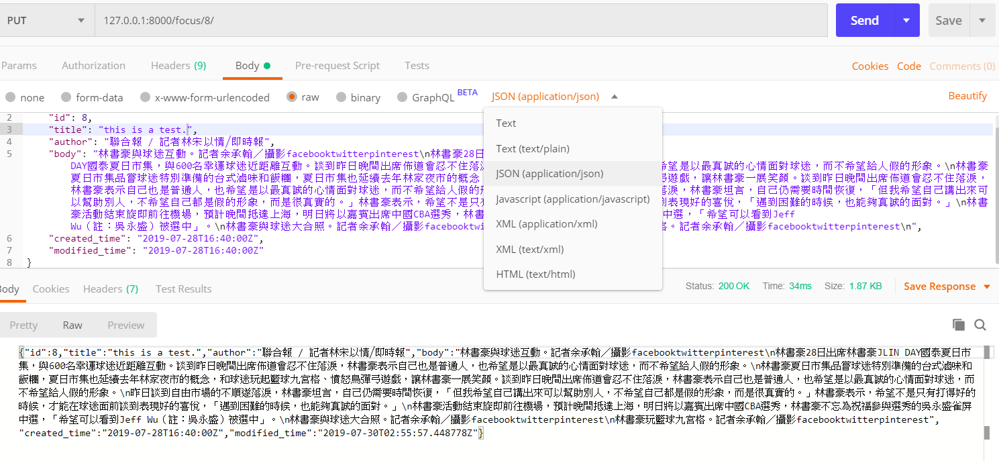 PUT 127.0.0.1:8000/focus/8/ Send Save
Params Authorization Headers (9) Body Pre-request Script Tests Cookies Code Comments (0)
none form-data x-www-form-urlencoded raw binary GraphQL BETA JSON (application/json) Beautify
Text
Text (text/plain)
JSON (application/json)
Javascript (application/javascript)
XML (application/xml)
XML (text/xml)
HTML (text/html)
2 "id": 8,
3 "title": "this is a test.",
4 "author": "聯合報 / 記者林宋以情/即時報",
5 "body": "林書豪與球迷互動。記者余承翰／攝影facebooktwitterpinterest\n林書豪28日
DAY國泰夏日市集，與600名幸運球迷近距離互動。談到昨日晚間出席佈道會忍不住落淚 希望是以最真誠的心情面對球迷，而不希望給人假的形象。\n林書豪
夏日市集品嘗球迷特別準備的台式滷味和飯糰，夏日市集也延續去年林家夜市的概念 弓遊戲，讓林書豪一展笑顏。談到昨日晚間出席佈道會忍不住落淚，
林書豪表示自己也是普通人，也希望是以最真誠的心情面對球迷，而不希望給人假的形 落淚，林書豪坦言，自己仍需要時間恢復，「但我希望自己講出來可
以幫助別人，不希望自己都是假的形象，而是很真實的。」林書豪表示，希望不是只有 到表現好的喜悅，「遇到困難的時候，也能夠真誠的面對。」\n林書
豪活動結束旋即前往機場，預計晚間抵達上海，明日將以嘉賓出席中國CBA選秀，林書 中選，「希望可以看到Jeff
Wu（註：吳永盛）被選中」。\n林書豪與球迷大合照。記者余承翰／攝影facebooktwi 格。記者余承翰／攝影facebooktwitterpinterest\n",
6 "created_time": "2019-07-28T16:40:00Z",
7 "modified_time": "2019-07-28T16:40:00Z"
8 }
Body Cookies Headers (7) Test Results Status: 200 OK Time: 34ms Size: 1.87 KB Save Response
Pretty Raw Preview
{"id":8,"title":"this is a test.","author":"聯合報 / 記者林宋以情/即時報","body":"林書豪與球迷互動。記者余承翰／攝影facebooktwitterpinterest\n林書豪28日出席林書豪JLIN DAY國泰夏日市
集，與600名幸運球迷近距離互動。談到昨日晚間出席佈道會忍不住落淚，林書豪表示自己也是普通人，也希望是以最真誠的心情面對球迷，而不希望給人假的形象。\n林書豪夏日市集品嘗球迷特別準備的台式滷味和
飯糰，夏日市集也延續去年林家夜市的概念，和球迷玩起籃球九宮格、憤怒鳥彈弓遊戲，讓林書豪一展笑顏。談到昨日晚間出席佈道會忍不住落淚，林書豪表示自己也是普通人，也希望是以最真誠的心情面對球迷，而
不希望給人假的形象。\n昨日談到自由市場的不順遂落淚，林書豪坦言，自己仍需要時間恢復，「但我希望自己講出來可以幫助別人，不希望自己都是假的形象，而是很真實的。」林書豪表示，希望不是只有打得好的
時候，才能在球迷面前談到表現好的喜悅，「遇到困難的時候，也能夠真誠的面對。」\n林書豪活動結束旋即前往機場，預計晚間抵達上海，明日將以嘉賓出席中國CBA選秀，林書豪不忘為祝福參與選秀的吳永盛雀屏
中選，「希望可以看到Jeff Wu（註：吳永盛）被選中」。\n林書豪與球迷大合照。記者余承翰／攝影facebooktwitterpinterest\n林書豪玩籃球九宮格。記者余承翰／攝影facebooktwitterpinterest",
"created_time":"2019-07-28T16:40:00Z","modified_time":"2019-07-30T02:55:57.448778Z"}